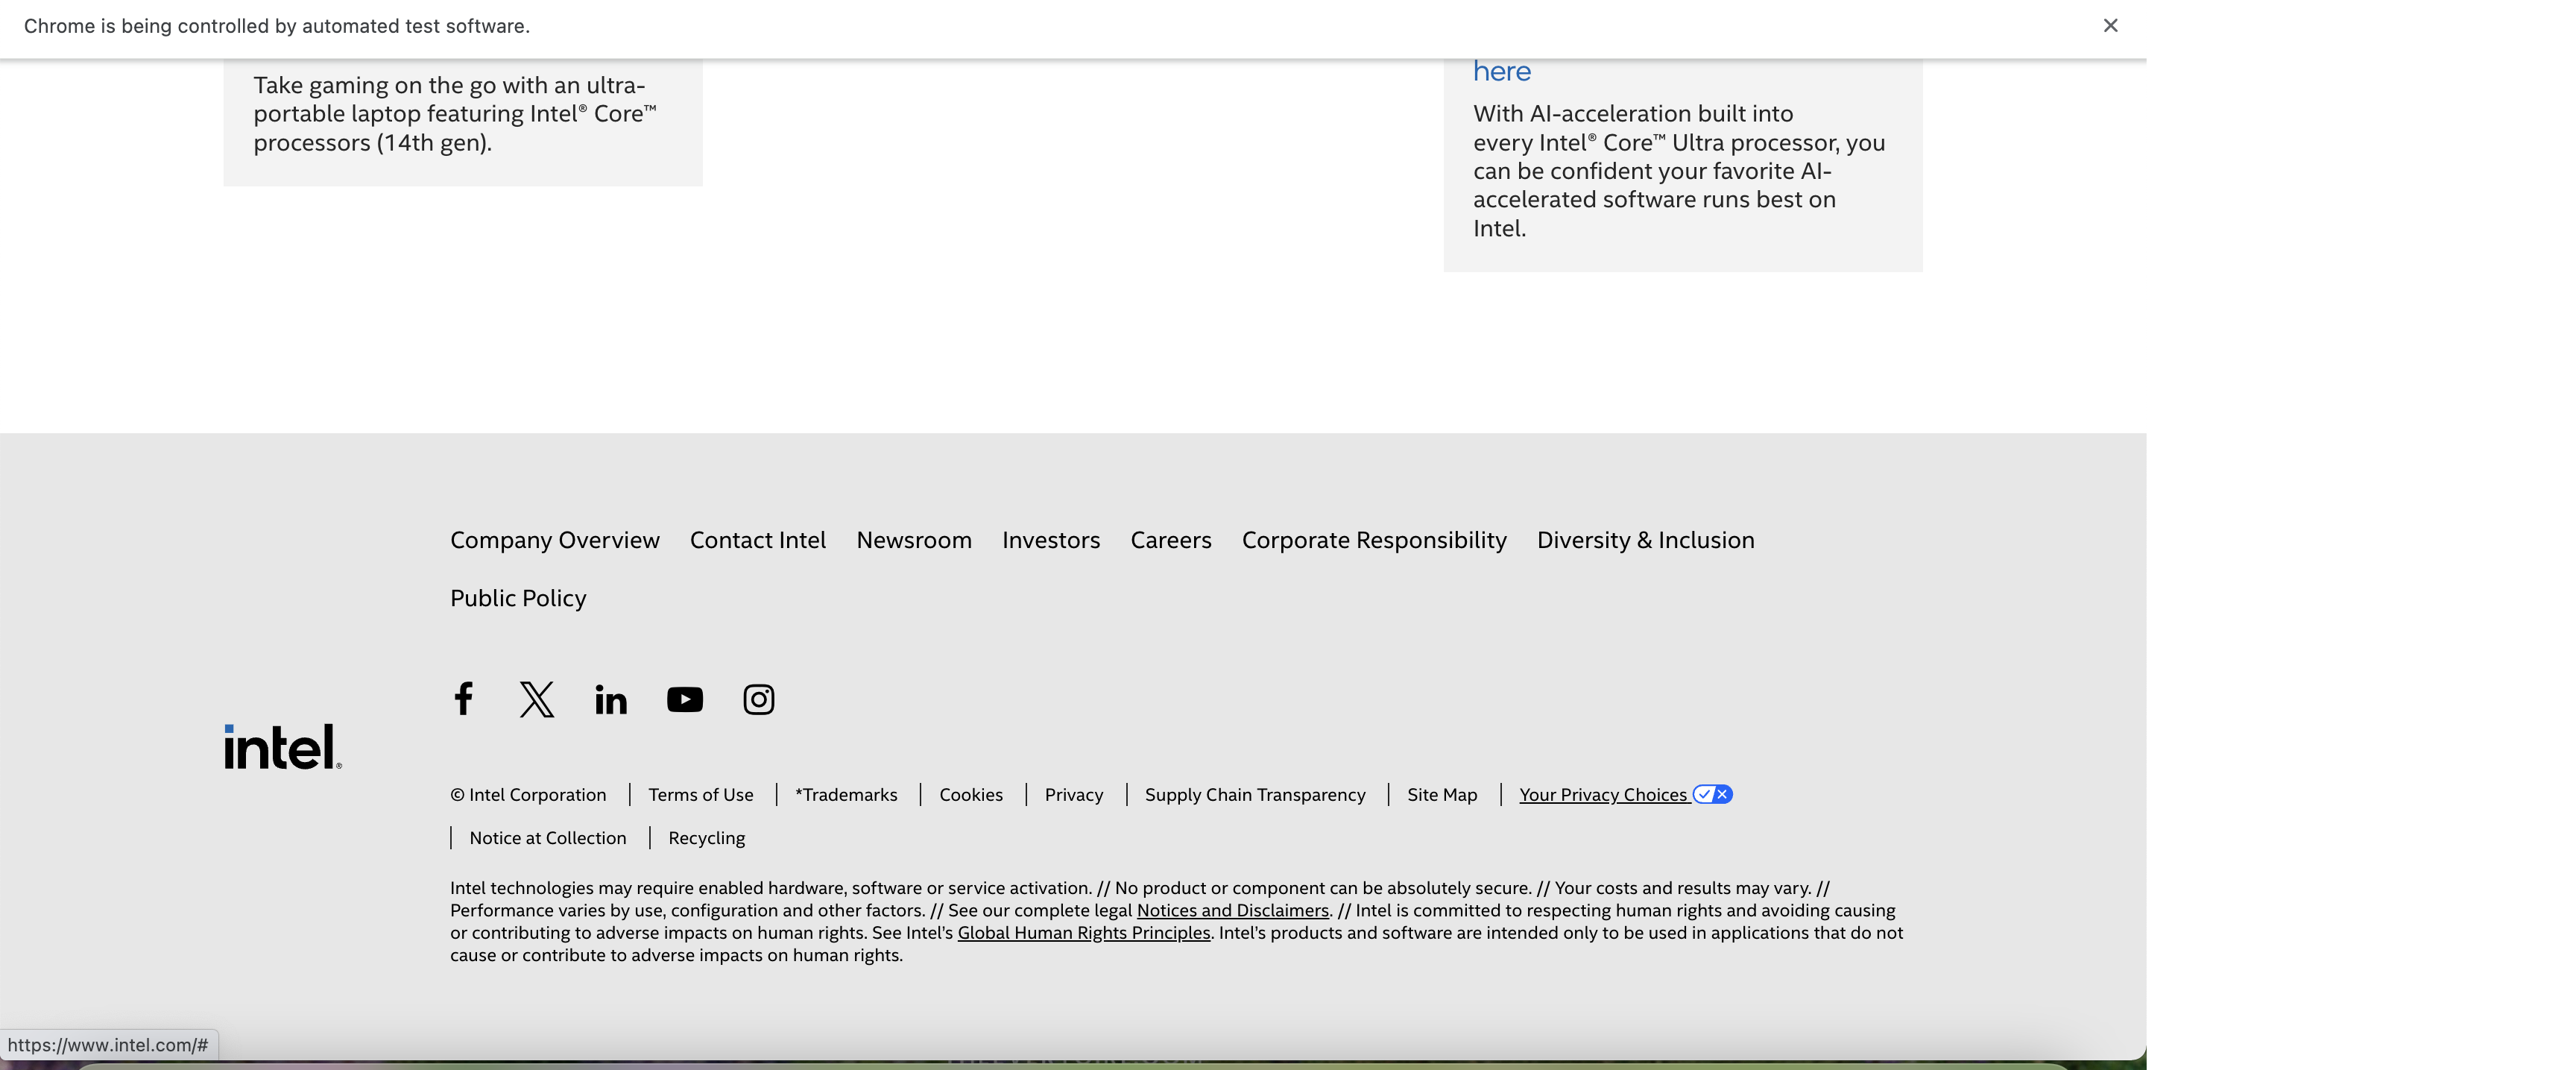 Chrome is being controlled by automated test software.
Take gaming on the go with an ultra-
portable laptop featuring Intel® Core™
processors (14th gen).
here
With AI-acceleration built into
every Intel® Core™ Ultra processor, you
can be confident your favorite AI-
accelerated software runs best on
Intel.
Company Overview Contact Intel Newsroom Investors Careers Corporate Responsibility Diversity & Inclusion
Public Policy
intel®
© Intel Corporation | Terms of Use | *Trademarks | Cookies | Privacy | Supply Chain Transparency | Site Map | Your Privacy Choices
| Notice at Collection | Recycling
Intel technologies may require enabled hardware, software or service activation. // No product or component can be absolutely secure. // Your costs and results may vary. //
Performance varies by use, configuration and other factors. // See our complete legal Notices and Disclaimers. // Intel is committed to respecting human rights and avoiding causing
or contributing to adverse impacts on human rights. See Intel’s Global Human Rights Principles. Intel’s products and software are intended only to be used in applications that do not
cause or contribute to adverse impacts on human rights.
https://www.intel.com/#